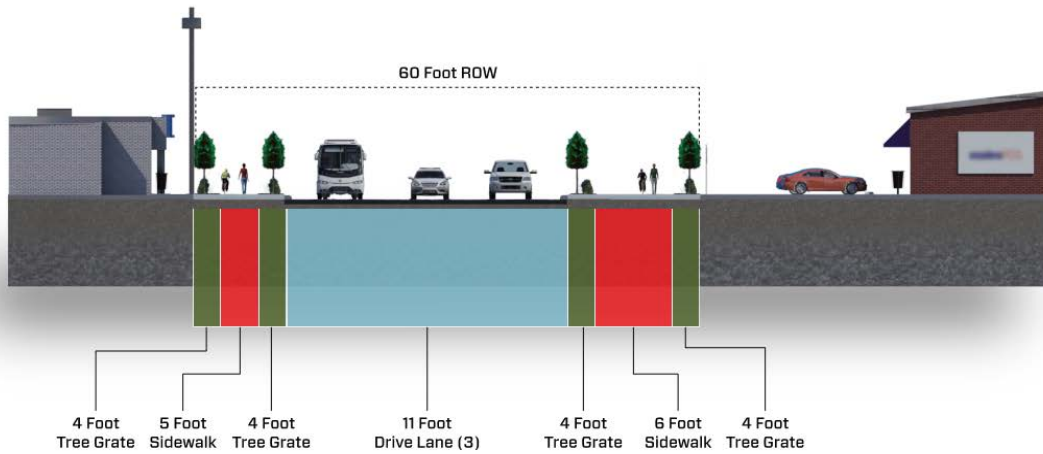 60 Foot ROW
4 Foot
Tree Grate
5 Foot
Sidewalk
4 Foot
Tree Grate
11 Foot
Drive Lane (3)
4 Foot
Tree Grate
6 Foot
Sidewalk
4 Foot
Tree Grate